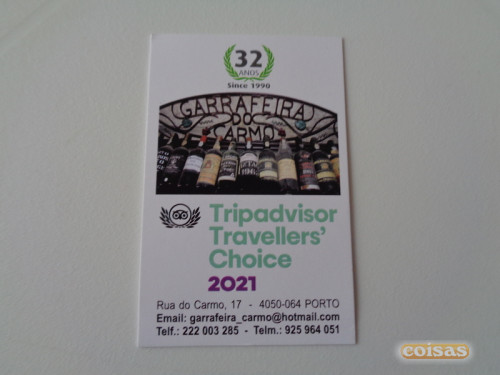 32
ANOS
Since 1990
GARRAFEIRA
DO
CARMO
Tripadvisor
Travellers'
Choice
2021
Rua do Carmo, 17 - 4050-064 PORTO
Email: garrafeira_carmo@hotmail.com
Telf.: 222 003 285 - Telm.: 925 964 051
coisas